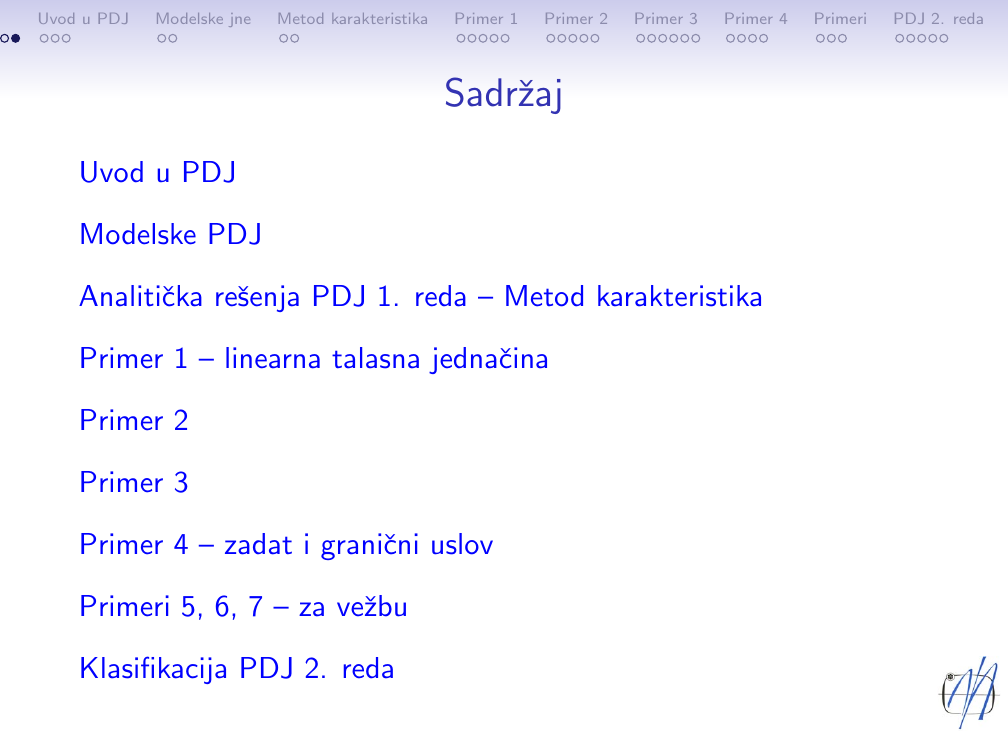 Uvod u PDJ Modelske jne Metod karakteristika Primer 1 Primer 2 Primer 3 Primer 4 Primeri PDJ 2. reda
Sadržaj
Uvod u PDJ
Modelske PDJ
Analitička rešenja PDJ 1. reda – Metod karakteristika
Primer 1 – linearna talasna jednačina
Primer 2
Primer 3
Primer 4 – zadat i granični uslov
Primeri 5, 6, 7 – za vežbu
Klasifikacija PDJ 2. reda